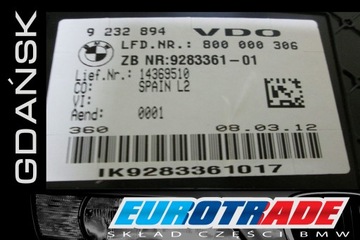 GDAŃSK
9 232 894 VDO
LFD.NR.: 800 000 306
ZB NR:9283361-01
Lief.Nr.: 14369510
CO: SPAIN L2
VI:
Aend: 0001
360 08.03.12
IK9283361017
EUROTRADE
SKŁAD CZĘŚCI BMW